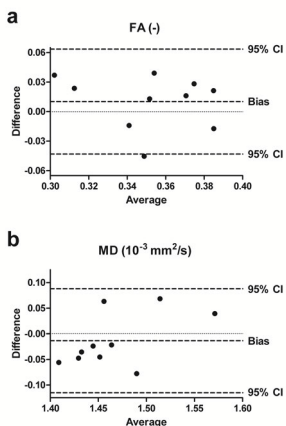 a
FA (-)
0.06
0.03
0.00
-0.03
-0.06
Difference
95% CI
Bias
95% CI
0.30 0.32 0.34 0.36 0.38 0.40
Average
b
MD (10⁻³ mm²/s)
0.10
0.05
-0.00
-0.05
-0.10
Difference
95% CI
Bias
95% CI
1.40 1.45 1.50 1.55 1.60
Average